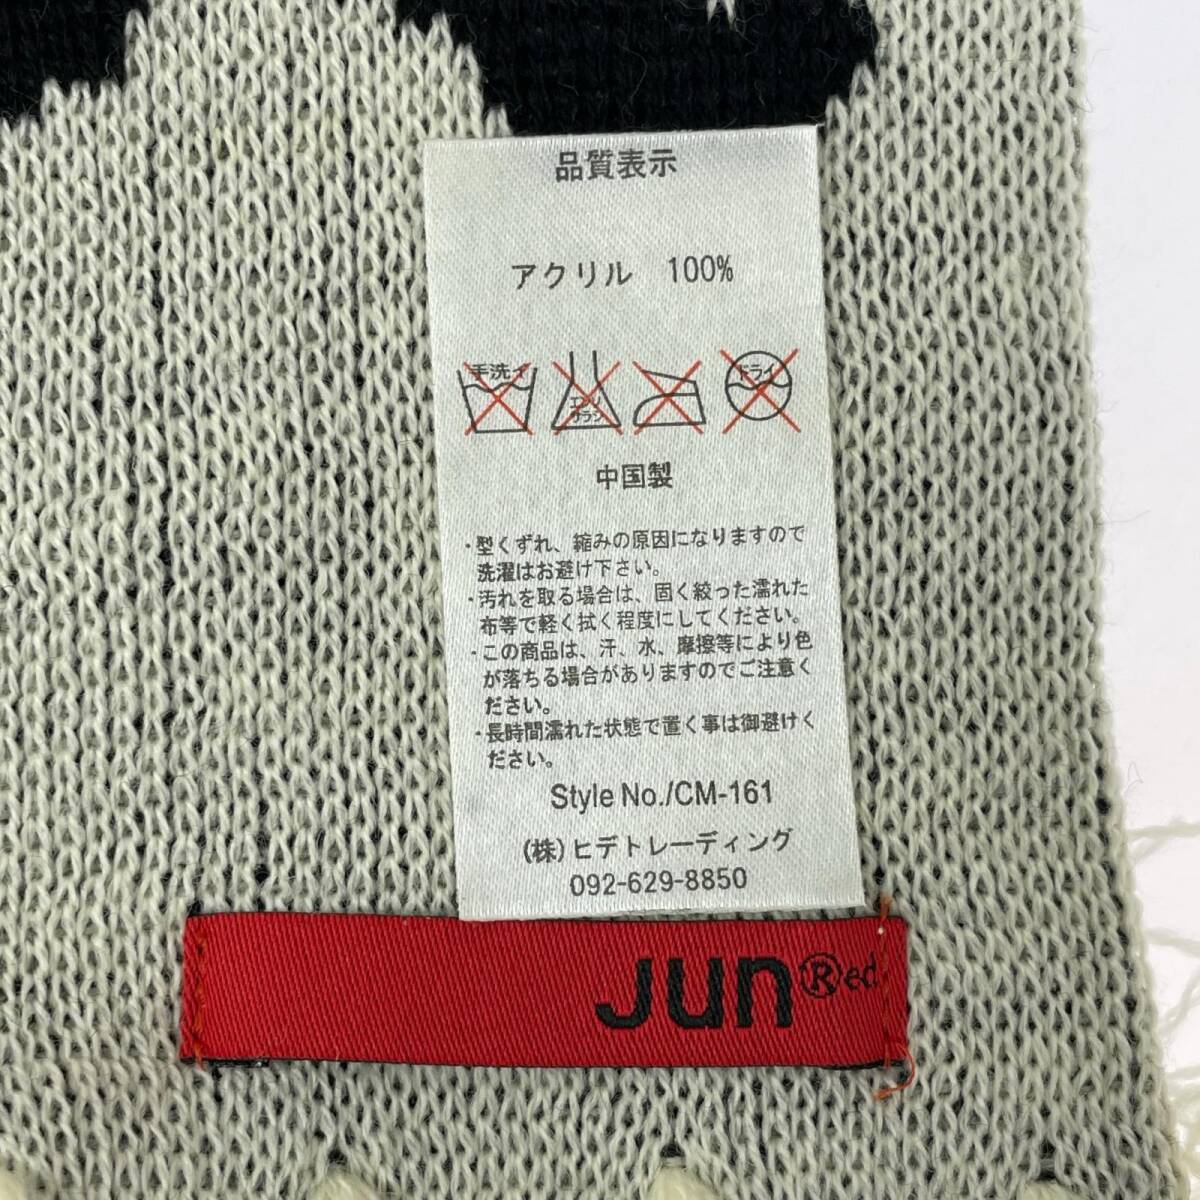 品質表示
アクリル 100%
手洗イ
エンソ
サラシ
ドライ
中国製
・型くずれ、縮みの原因になりますので
洗濯はお避け下さい。
・汚れを取る場合は、固く絞った濡れた
布等で軽く拭く程度にしてください。
・この商品は、汗、水、摩擦等により色
が落ちる場合がありますのでご注意く
ださい。
・長時間濡れた状態で置く事は御避けく
ださい。
Style No./CM-161
(株)ヒデトレーディング
092-629-8850
Jun®ed